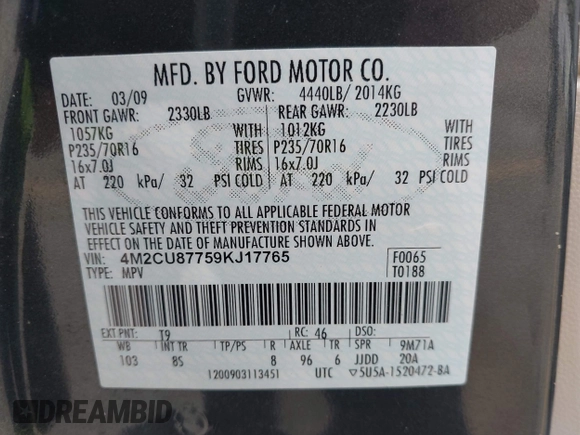 MFD. BY FORD MOTOR CO.
DATE: 03/09 GVWR: 4440LB/ 2014KG
FRONT GAWR: 2330LB REAR GAWR: 2230LB
1057KG WITH 1012KG WITH
P235/70R16 TIRES P235/70R16 TIRES
16x7.0J RIMS 16x7.0J RIMS
AT 220 kPa/ 32 PSI COLD AT 220 kPa/ 32 PSI COLD
THIS VEHICLE CONFORMS TO ALL APPLICABLE FEDERAL MOTOR
VEHICLE SAFETY AND THEFT PREVENTION STANDARDS IN
EFFECT ON THE DATE OF MANUFACTURE SHOWN ABOVE.
VIN: 4M2CU87759KJ17765 F0065
TYPE: MPV T0188
EXT PNT: T9 RC: 46 DSO:
WB INT TR TP/PS R AXLE TR SPR 9M71A
103 85 8 96 6 JJDD 20A
1200903113451 UTC ▽5U5A-1520472-BA
DREAMBID